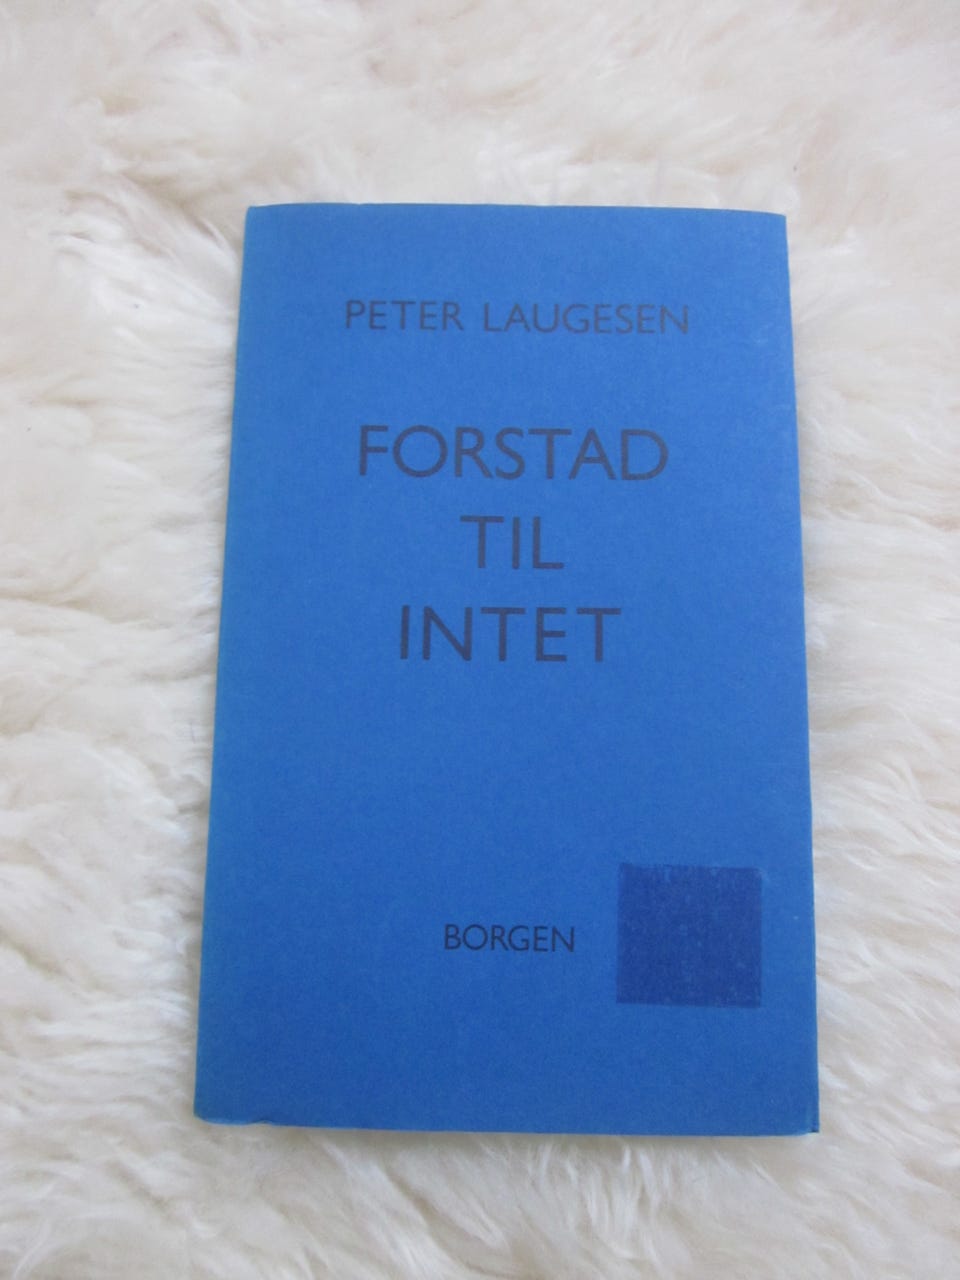 PETER LAUGESEN
FORSTAD
TIL
INTET
BORGEN